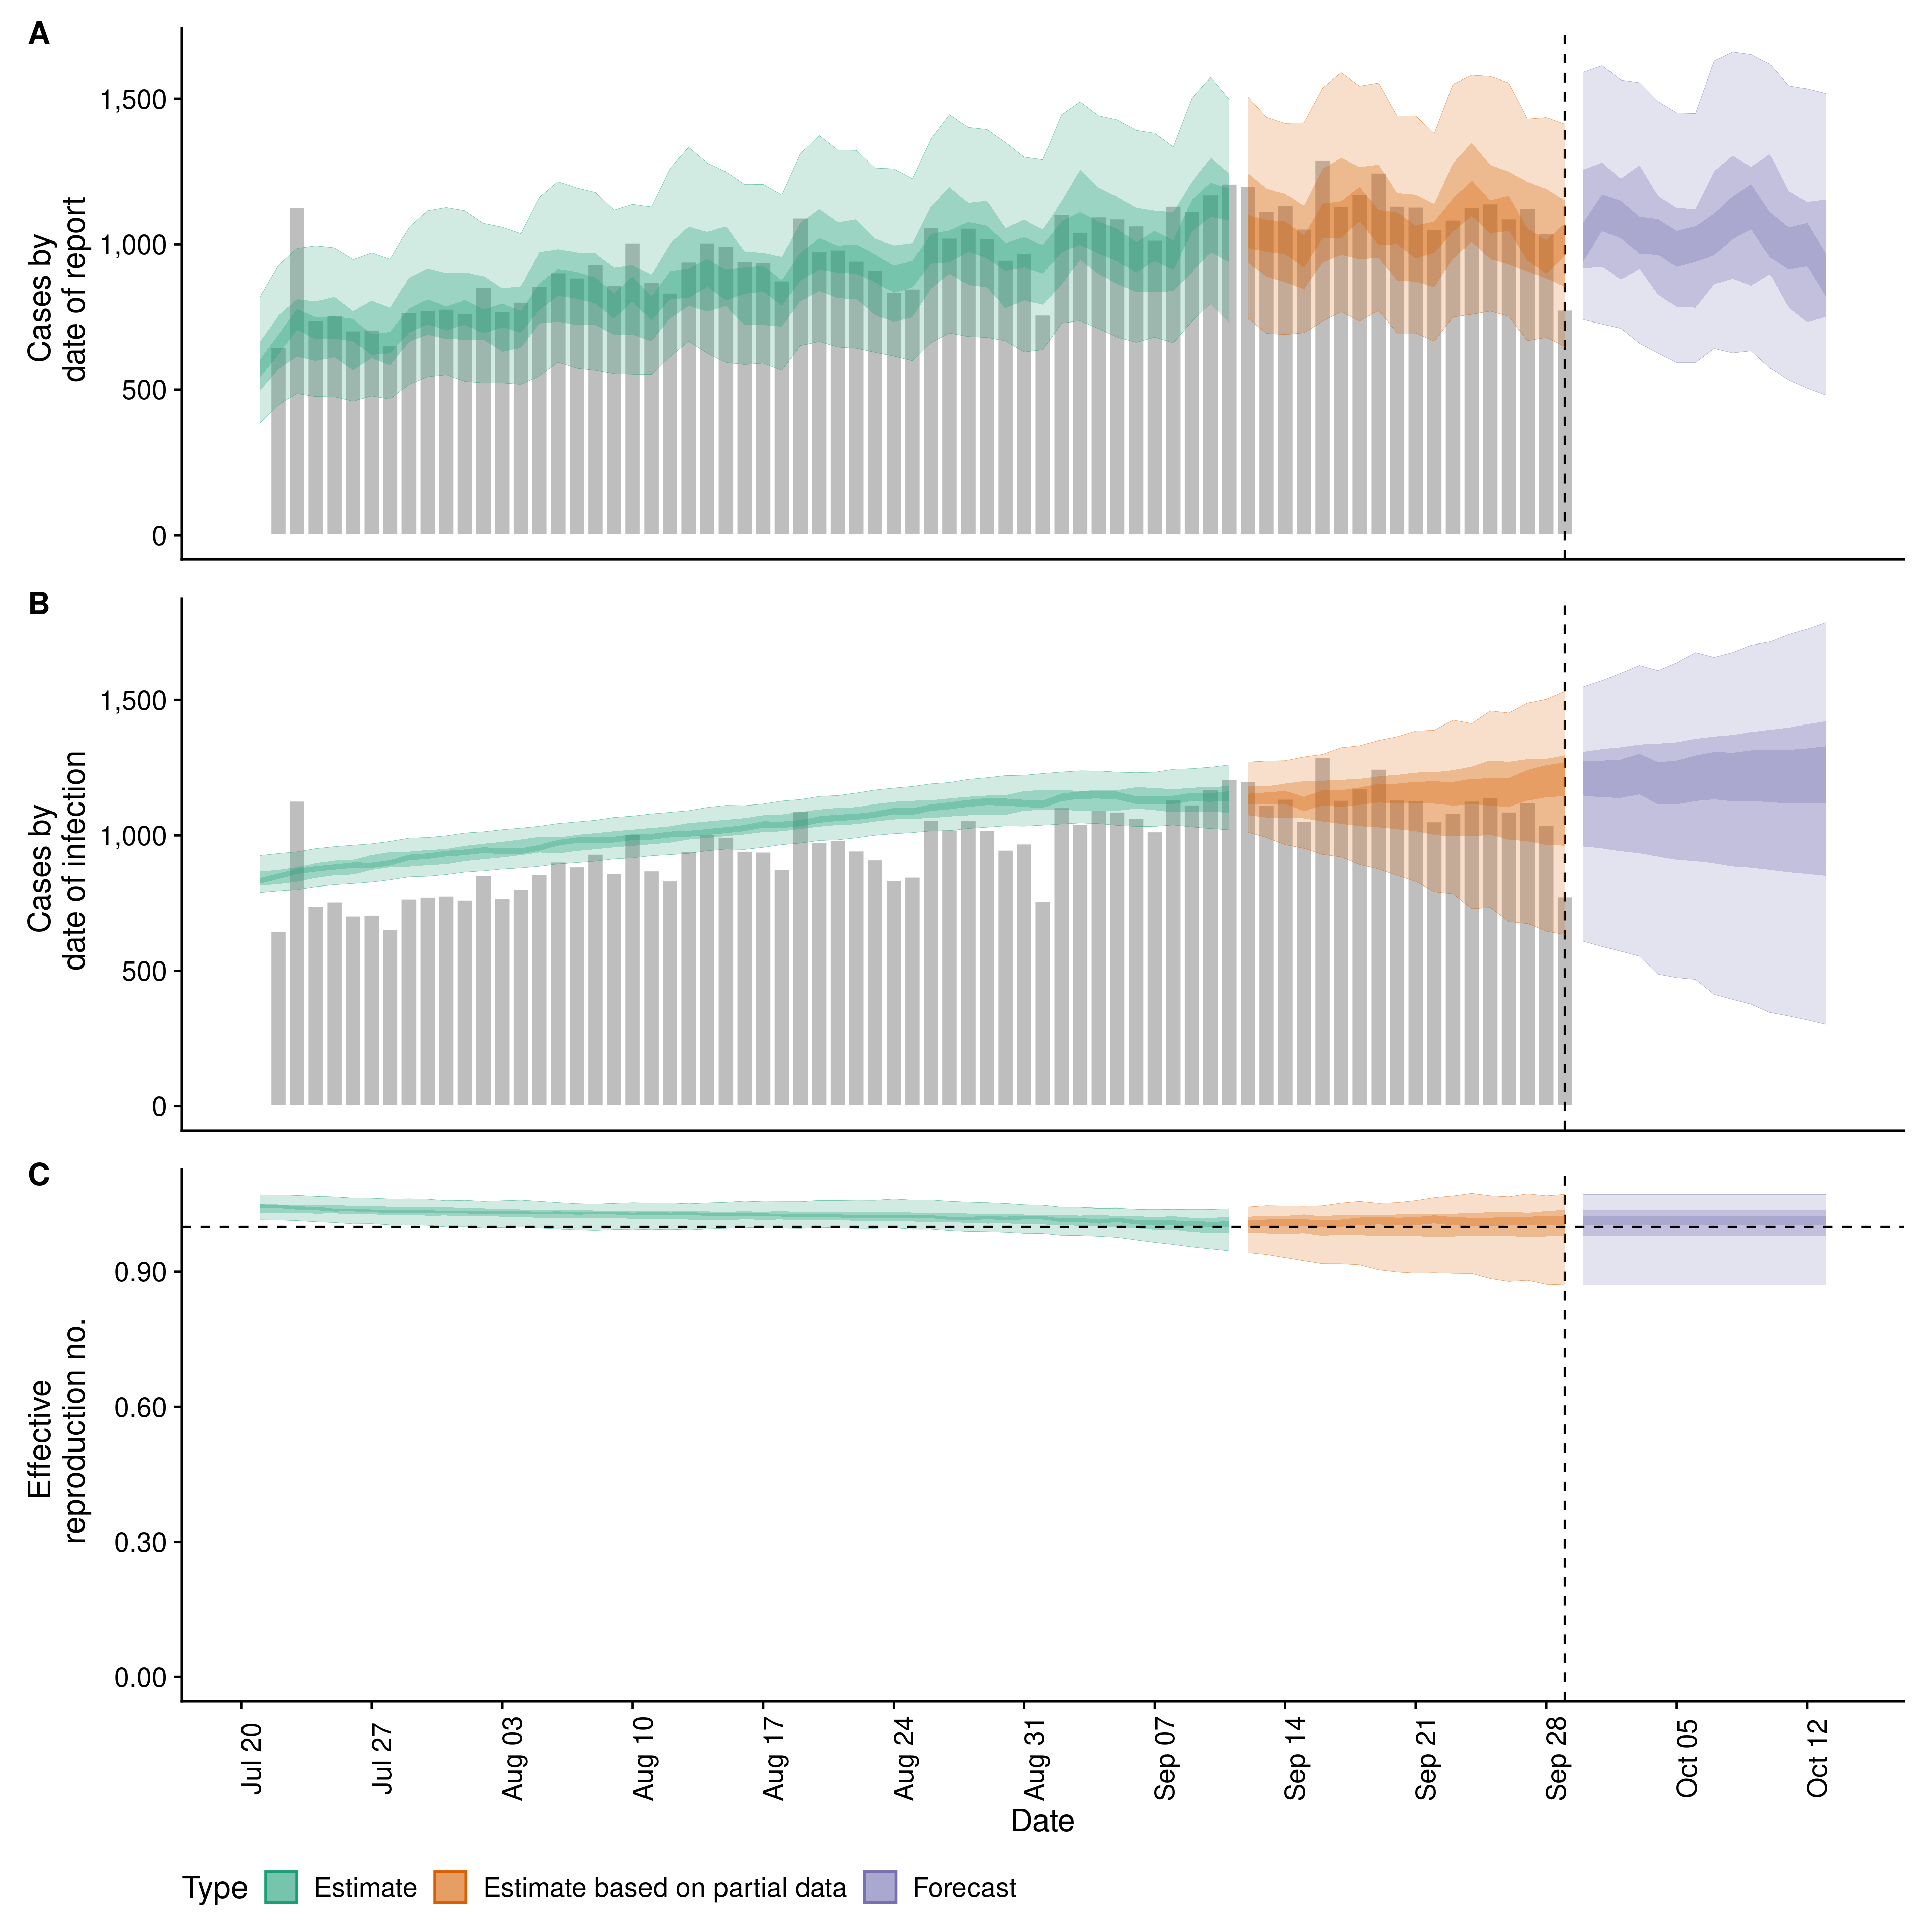 A
Cases by
date of report
1,500
1,000
500
0
B
Cases by
date of infection
1,500
1,000
500
0
C
Effective
reproduction no.
0.90
0.60
0.30
0.00
Jul 20
Jul 27
Aug 03
Aug 10
Aug 17
Aug 24
Aug 31
Sep 07
Sep 14
Sep 21
Sep 28
Oct 05
Oct 12
Date
Type Estimate Estimate based on partial data Forecast